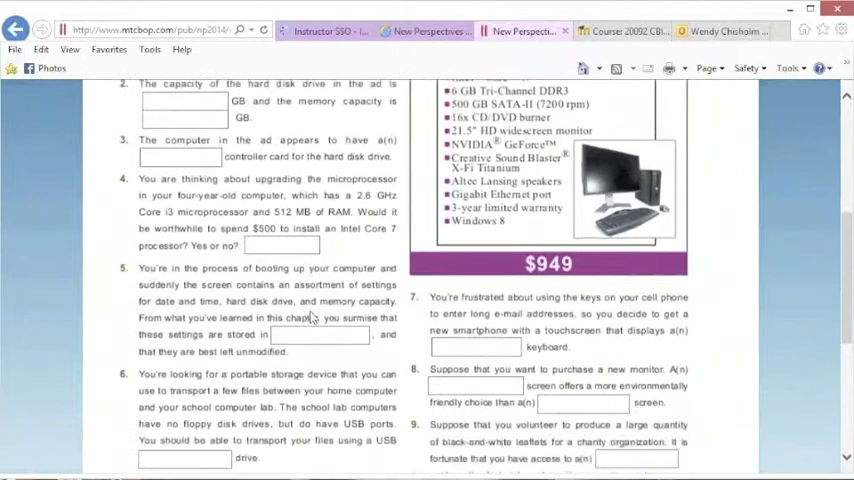 http://www.mtcbop.com/pub/np2014/
Instructor SSO - I...
New Perspectives ...
New Perspecti...
Course: 20092 CBI...
Wendy Chisholm ...
File Edit View Favorites Tools Help
Photos
Page Safety Tools
2. The capacity of the hard disk drive in the ad is
GB and the memory capacity is
GB.
3. The computer in the ad appears to have a(n)
controller card for the hard disk drive.
4. You are thinking about upgrading the microprocessor
in your four-year-old computer, which has a 2.6 GHz
Core i3 microprocessor and 512 MB of RAM. Would it
be worthwhile to spend $500 to install an Intel Core 7
processor? Yes or no?
5. You're in the process of booting up your computer and
suddenly the screen contains an assortment of settings
for date and time, hard disk drive, and memory capacity.
From what you've learned in this chapter, you surmise that
these settings are stored in , and
that they are best left unmodified.
6. You're looking for a portable storage device that you can
use to transport a few files between your home computer
and your school computer lab. The school lab computers
have no floppy disk drives, but do have USB ports.
You should be able to transport your files using a USB
drive.
6 GB Tri-Channel DDR3
500 GB SATA-II (7200 rpm)
16x CD/DVD burner
21.5" HD widescreen monitor
NVIDIA® GeForce™
Creative Sound Blaster®
X-Fi Titanium
Altec Lansing speakers
Gigabit Ethernet port
3-year limited warranty
Windows 8
$949
7. You're frustrated about using the keys on your cell phone
to enter long e-mail addresses, so you decide to get a
new smartphone with a touchscreen that displays a(n)
keyboard.
8. Suppose that you want to purchase a new monitor. A(n)
screen offers a more environmentally
friendly choice than a(n) screen.
9. Suppose that you volunteer to produce a large quantity
of black-and-white leaflets for a charity organization. It is
fortunate that you have access to a(n)